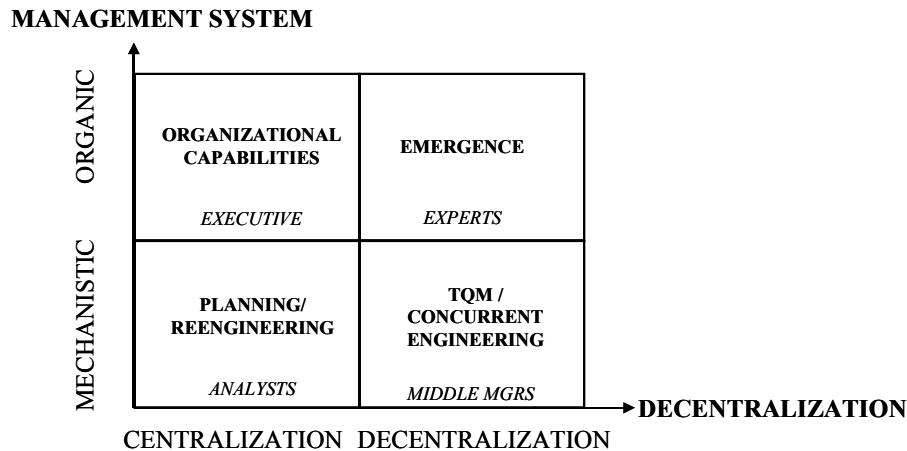 MANAGEMENT SYSTEM
ORGANIC
ORGANIZATIONAL
CAPABILITIES
EXECUTIVE
EMERGENCE
EXPERTS
MECHANISTIC
PLANNING/
REENGINEERING
ANALYSTS
TQM /
CONCURRENT
ENGINEERING
MIDDLE MGRS
DECENTRALIZATION
CENTRALIZATION
DECENTRALIZATION